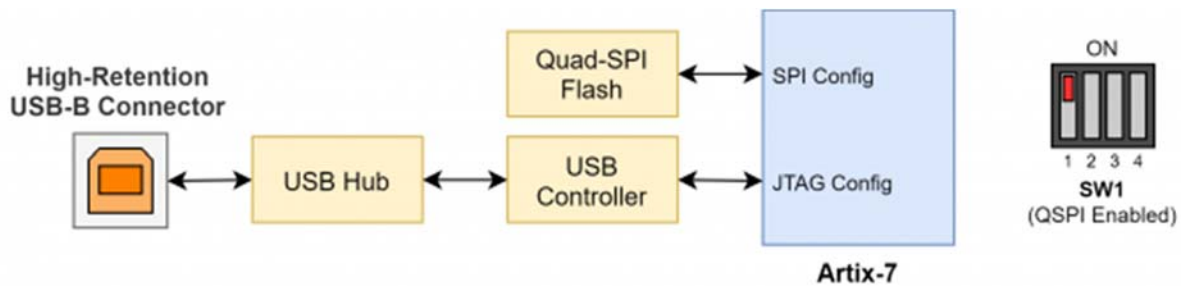 High-Retention
USB-B Connector
USB Hub
Quad-SPI
Flash
USB
Controller
SPI Config
JTAG Config
Artix-7
ON
1 2 3 4
SW1
(QSPI Enabled)